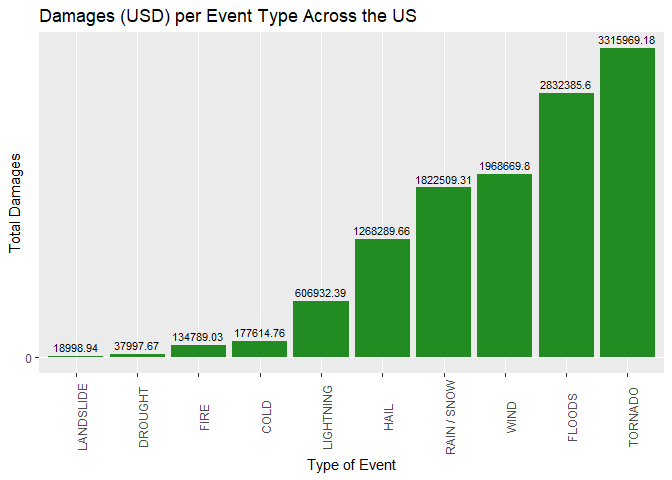 Damages (USD) per Event Type Across the US
3315969.18
2832385.6
1968669.8
1822509.31
1268289.66
606932.39
177614.76
134789.03
37997.67
18998.94
Total Damages
0
LANDSLIDE
DROUGHT
FIRE
COLD
LIGHTNING
HAIL
RAIN / SNOW
WIND
FLOODS
TORNADO
Type of Event